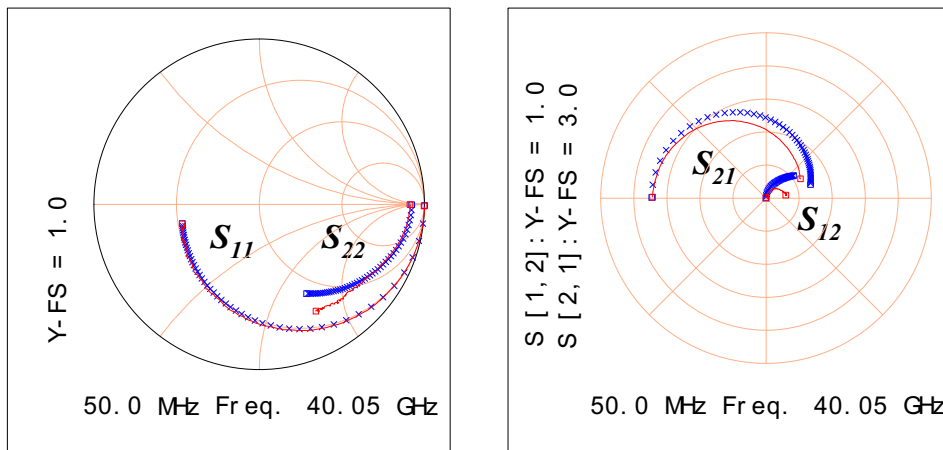 Y-FS = 1.0
S11
S22
50.0 MHz Freq. 40.05 GHz
S[1,2]: Y-FS = 1.0
S[2,1]: Y-FS = 3.0
S21
S12
50.0 MHz Freq. 40.05 GHz